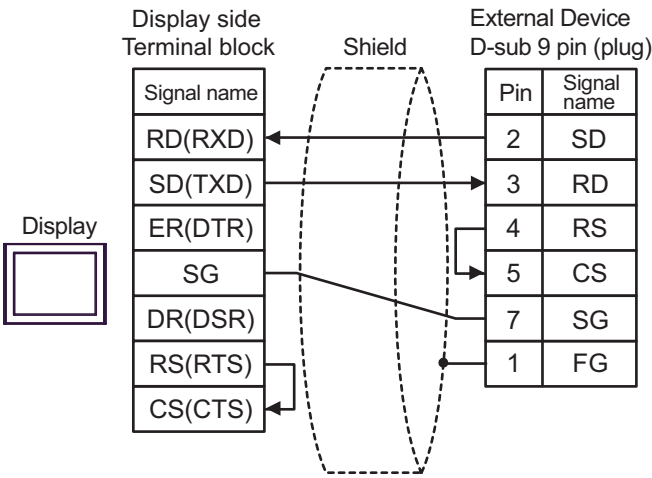 Display side
Terminal block
Shield
External Device
D-sub 9 pin (plug)
Signal name
Pin
Signal
name
RD(RXD)
2
SD
SD(TXD)
3
RD
Display
ER(DTR)
4
RS
SG
5
CS
DR(DSR)
7
SG
RS(RTS)
1
FG
CS(CTS)